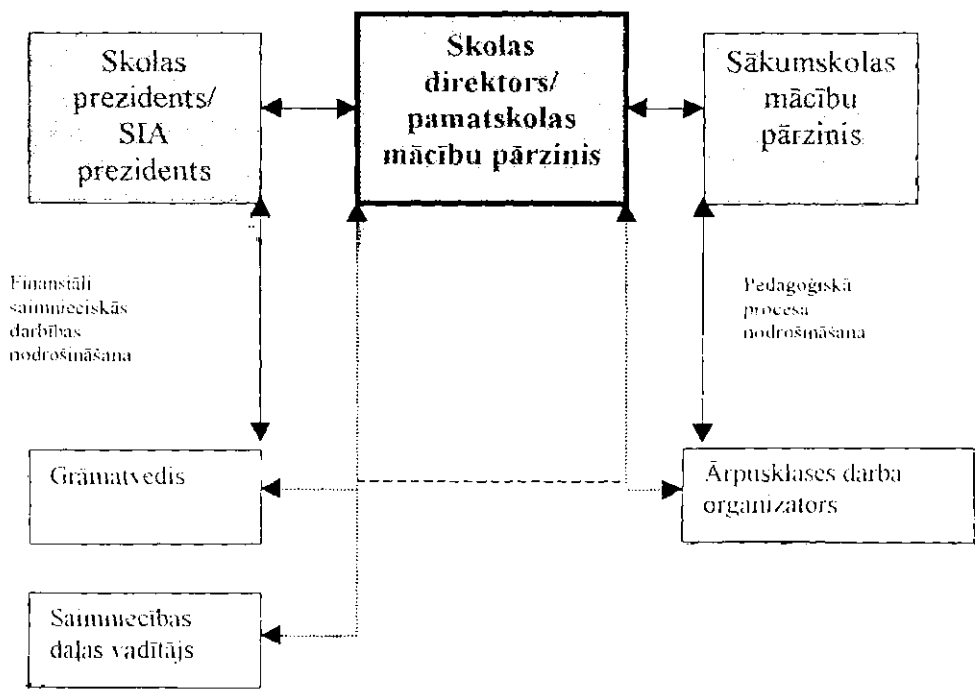 Skolas
prezidents/
SIA
prezidents
Skolas
direktors/
pamatskolas
mācību pārzinis
Sākumskolas
mācību
pārzinis
Finansiāli
saimnieciskās
darbības
nodrošināšana
Pedagoģiskā
procesa
nodrošināšana
Grāmatvedis
Ārpusklases darba
organizators
Saimniecības
daļas vadītājs